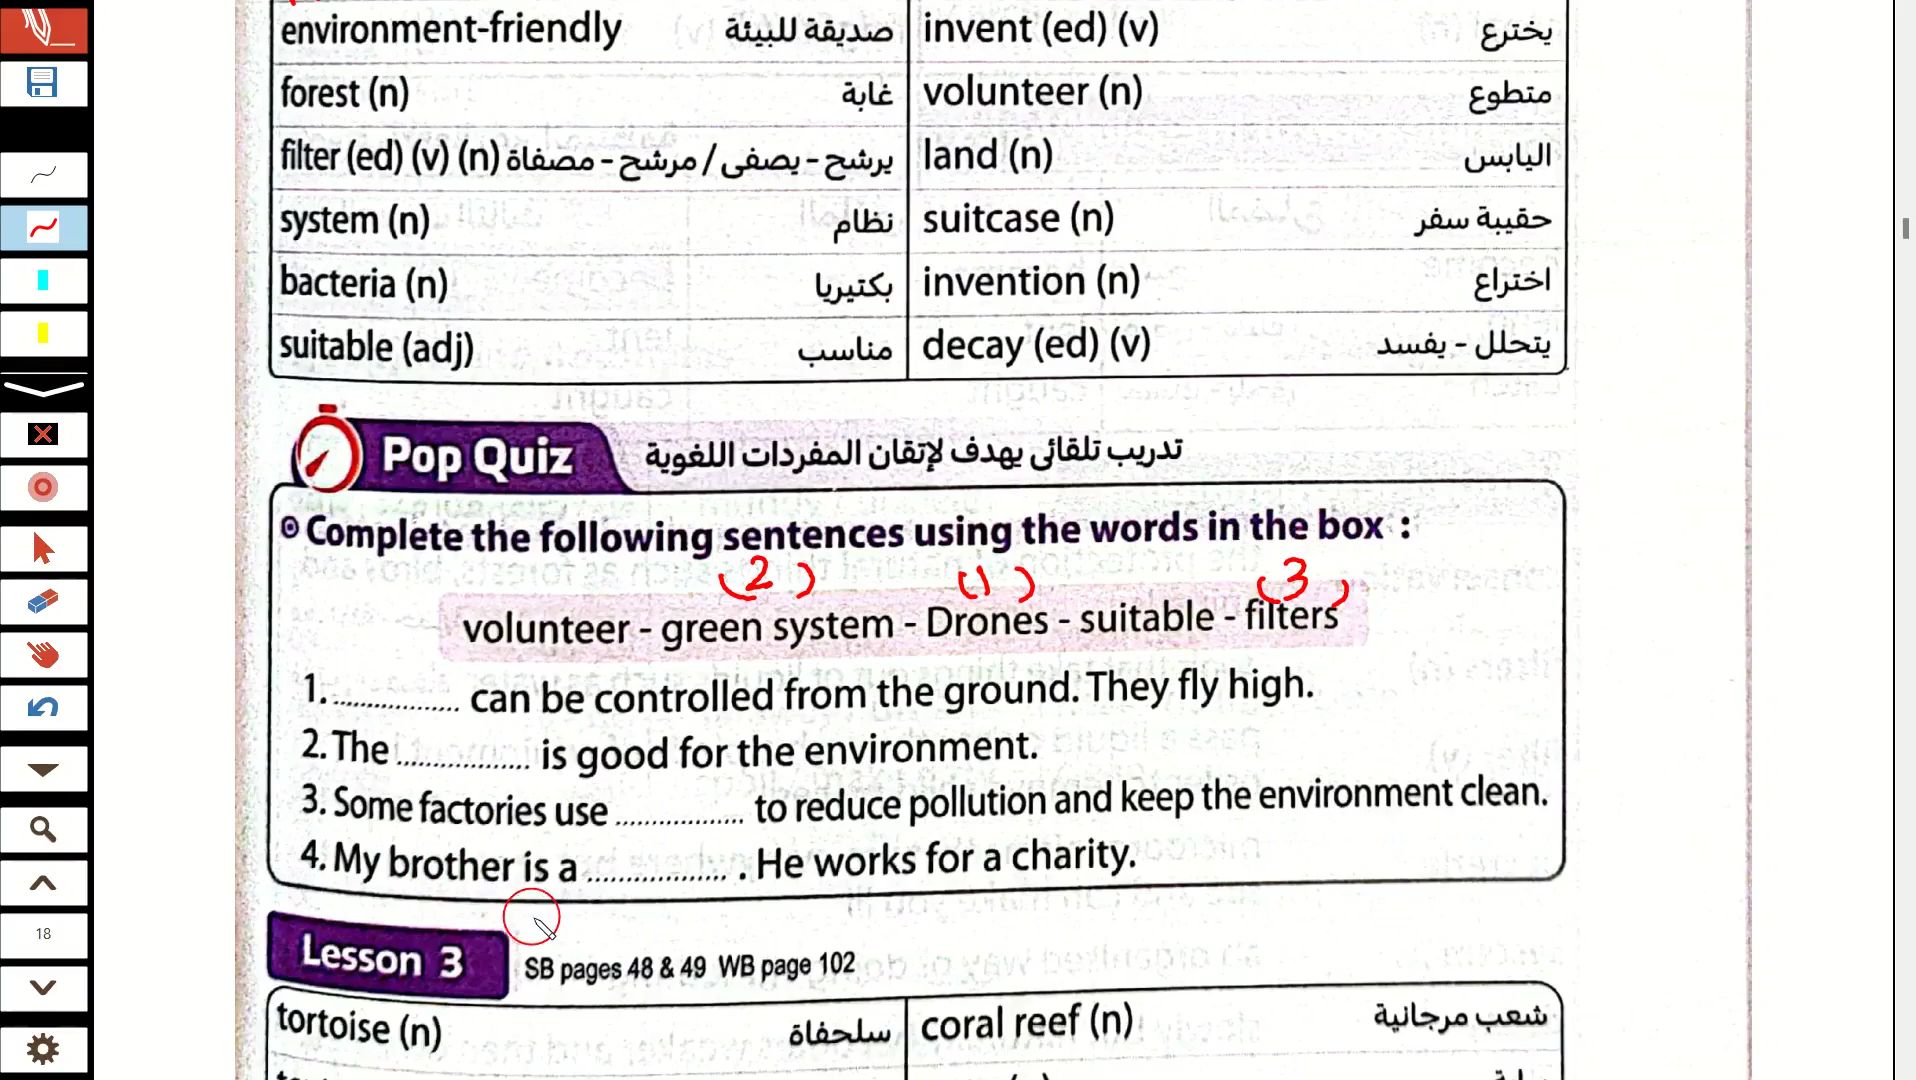 environment-friendly صديقة للبيئة invent (ed) (v) يخترع
forest (n) غابة volunteer (n) متطوع
filter (ed) (v) (n) يرشح - يصفى / مرشح - مصفاة land (n) اليابس
system (n) نظام suitcase (n) حقيبة سفر
bacteria (n) بكتيريا invention (n) اختراع
suitable (adj) مناسب decay (ed) (v) يتحلل - يفسد
Pop Quiz تدريب تلقائى يهدف لإتقان المفردات اللغوية
Complete the following sentences using the words in the box :
(2) (1) (3)
volunteer - green system - Drones - suitable - filters
1. ................. can be controlled from the ground. They fly high.
2. The ................. is good for the environment.
3. Some factories use ................. to reduce pollution and keep the environment clean.
4. My brother is a ................. . He works for a charity.
18
Lesson 3 SB pages 48 & 49 WB page 102
tortoise (n) سلحفاة coral reef (n) شعب مرجانية